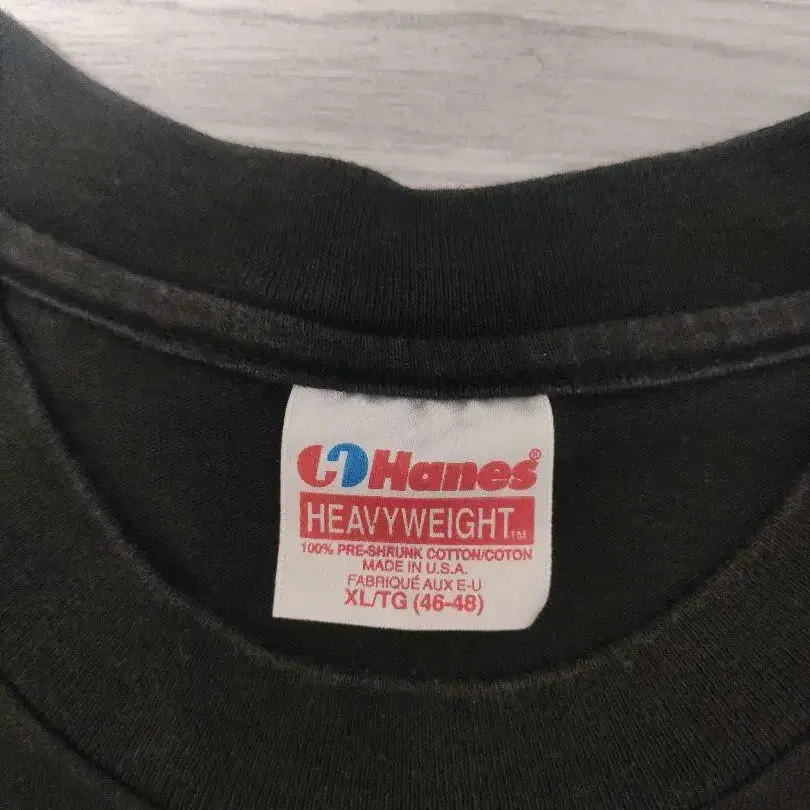 Hanes®
HEAVYWEIGHT™
100% PRE-SHRUNK COTTON/COTON
MADE IN U.S.A.
FABRIQUÉ AUX E-U
XL/TG (46-48)